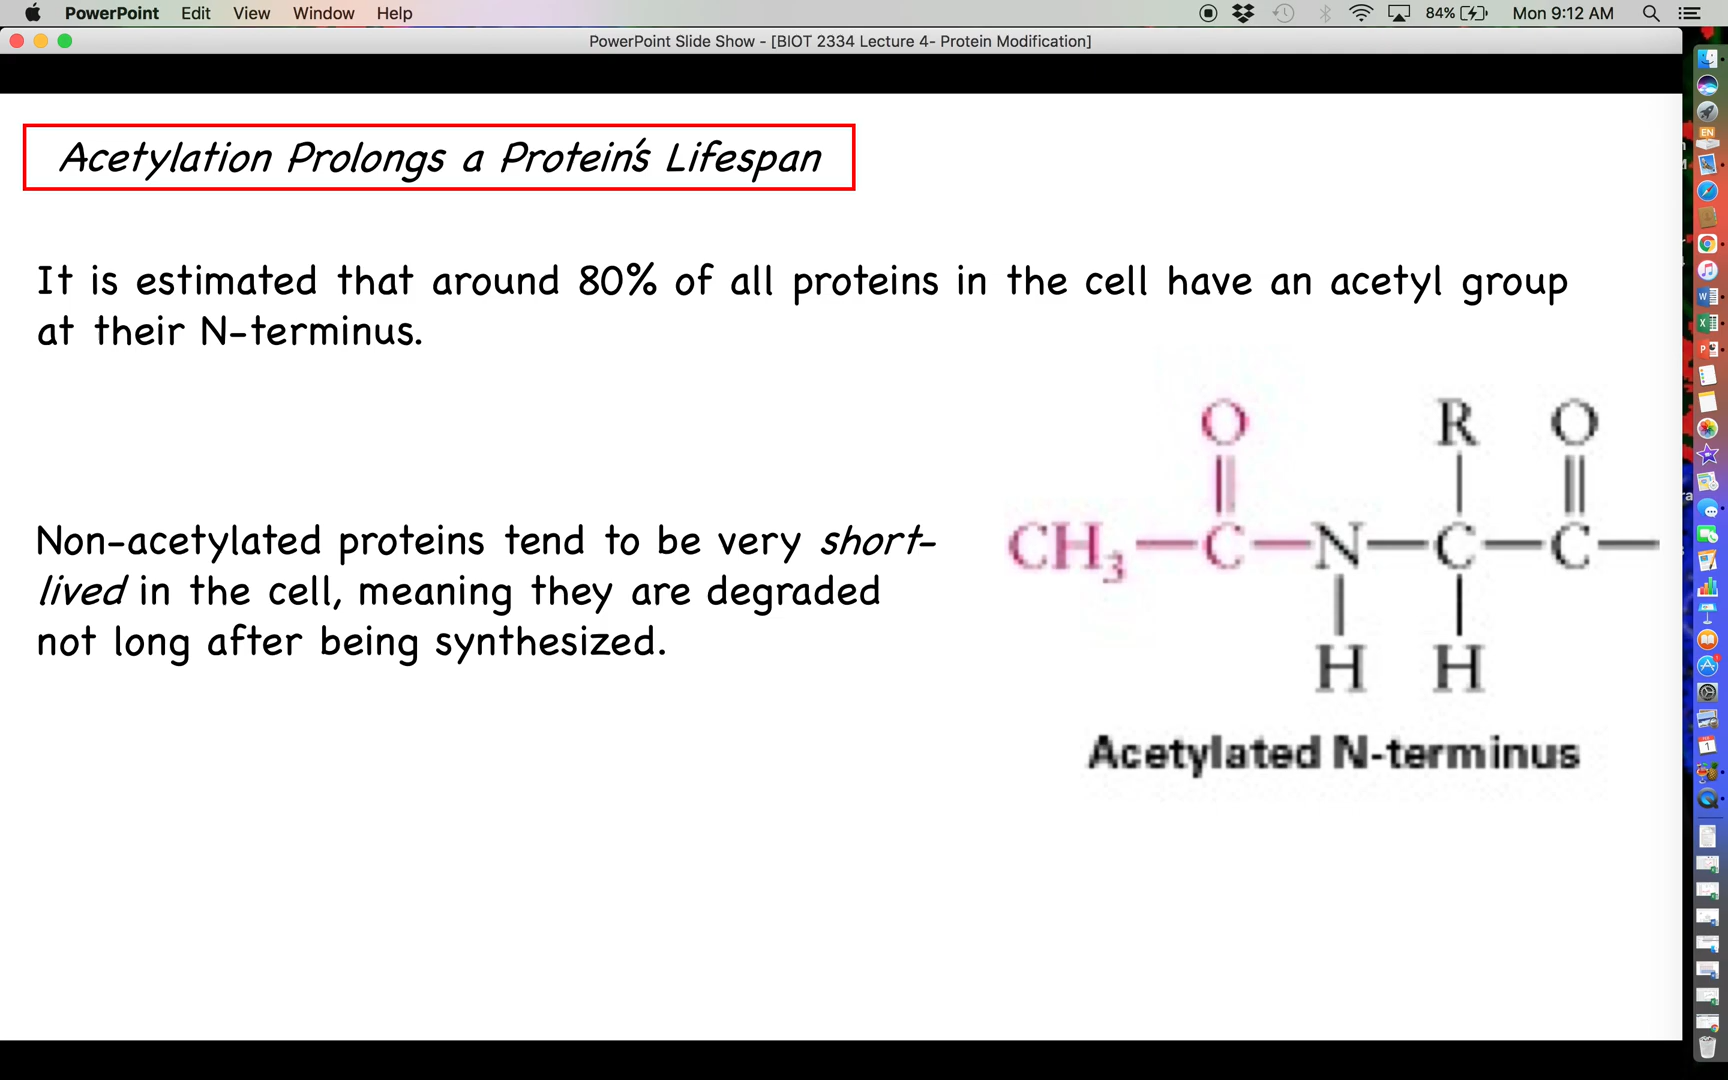 PowerPoint Edit View Window Help 84% Mon 9:12 AM
PowerPoint Slide Show - [BIOT 2334 Lecture 4- Protein Modification]
Acetylation Prolongs a Protein's Lifespan
It is estimated that around 80% of all proteins in the cell have an acetyl group
at their N-terminus.
Non-acetylated proteins tend to be very short-
lived in the cell, meaning they are degraded
not long after being synthesized.
O R O
CH3 C N C C
H H
Acetylated N-terminus
EN